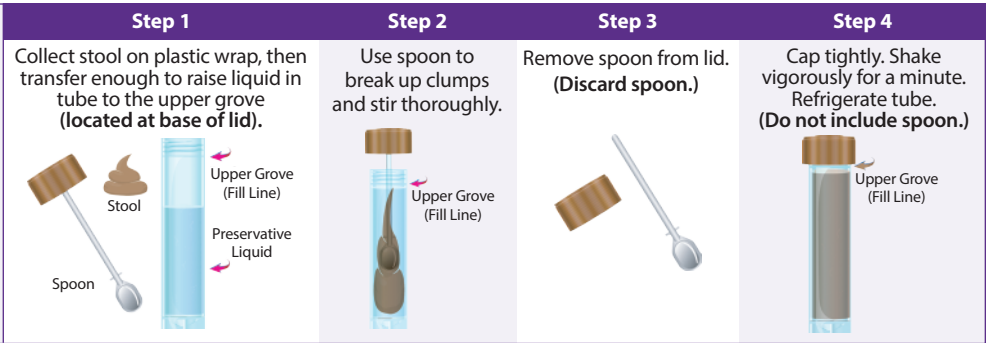 Step 1
Collect stool on plastic wrap, then
transfer enough to raise liquid in
tube to the upper grove
(located at base of lid).
Stool
Upper Grove
(Fill Line)
Preservative
Liquid
Spoon
Step 2
Use spoon to
break up clumps
and stir thoroughly.
Upper Grove
(Fill Line)
Step 3
Remove spoon from lid.
(Discard spoon.)
Step 4
Cap tightly. Shake
vigorously for a minute.
Refrigerate tube.
(Do not include spoon.)
Upper Grove
(Fill Line)